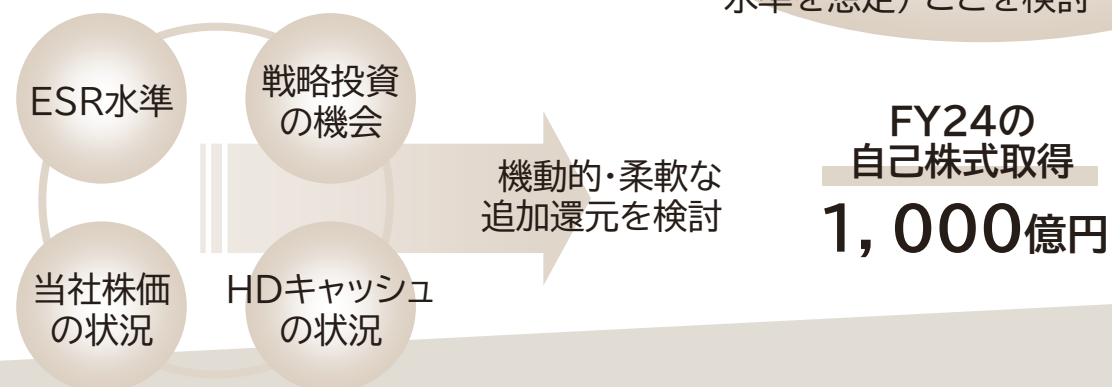 水準を想定)ことを検討
ESR水準
戦略投資
の機会
当社株価
の状況
HDキャッシュ
の状況
機動的・柔軟な
追加還元を検討
FY24の
自己株式取得
1,000億円